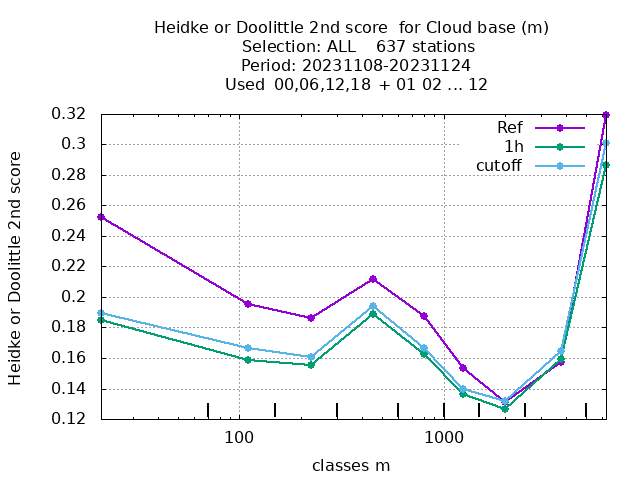 Heidke or Doolittle 2nd score  for Cloud base (m)
Selection: ALL    637 stations
Period: 20231108-20231124
Used  00,06,12,18 + 01 02 ... 12
Heidke or Doolittle 2nd score
0.32
0.3
0.28
0.26
0.24
0.22
0.2
0.18
0.16
0.14
0.12
Ref
1h
cutoff
100
1000
classes m